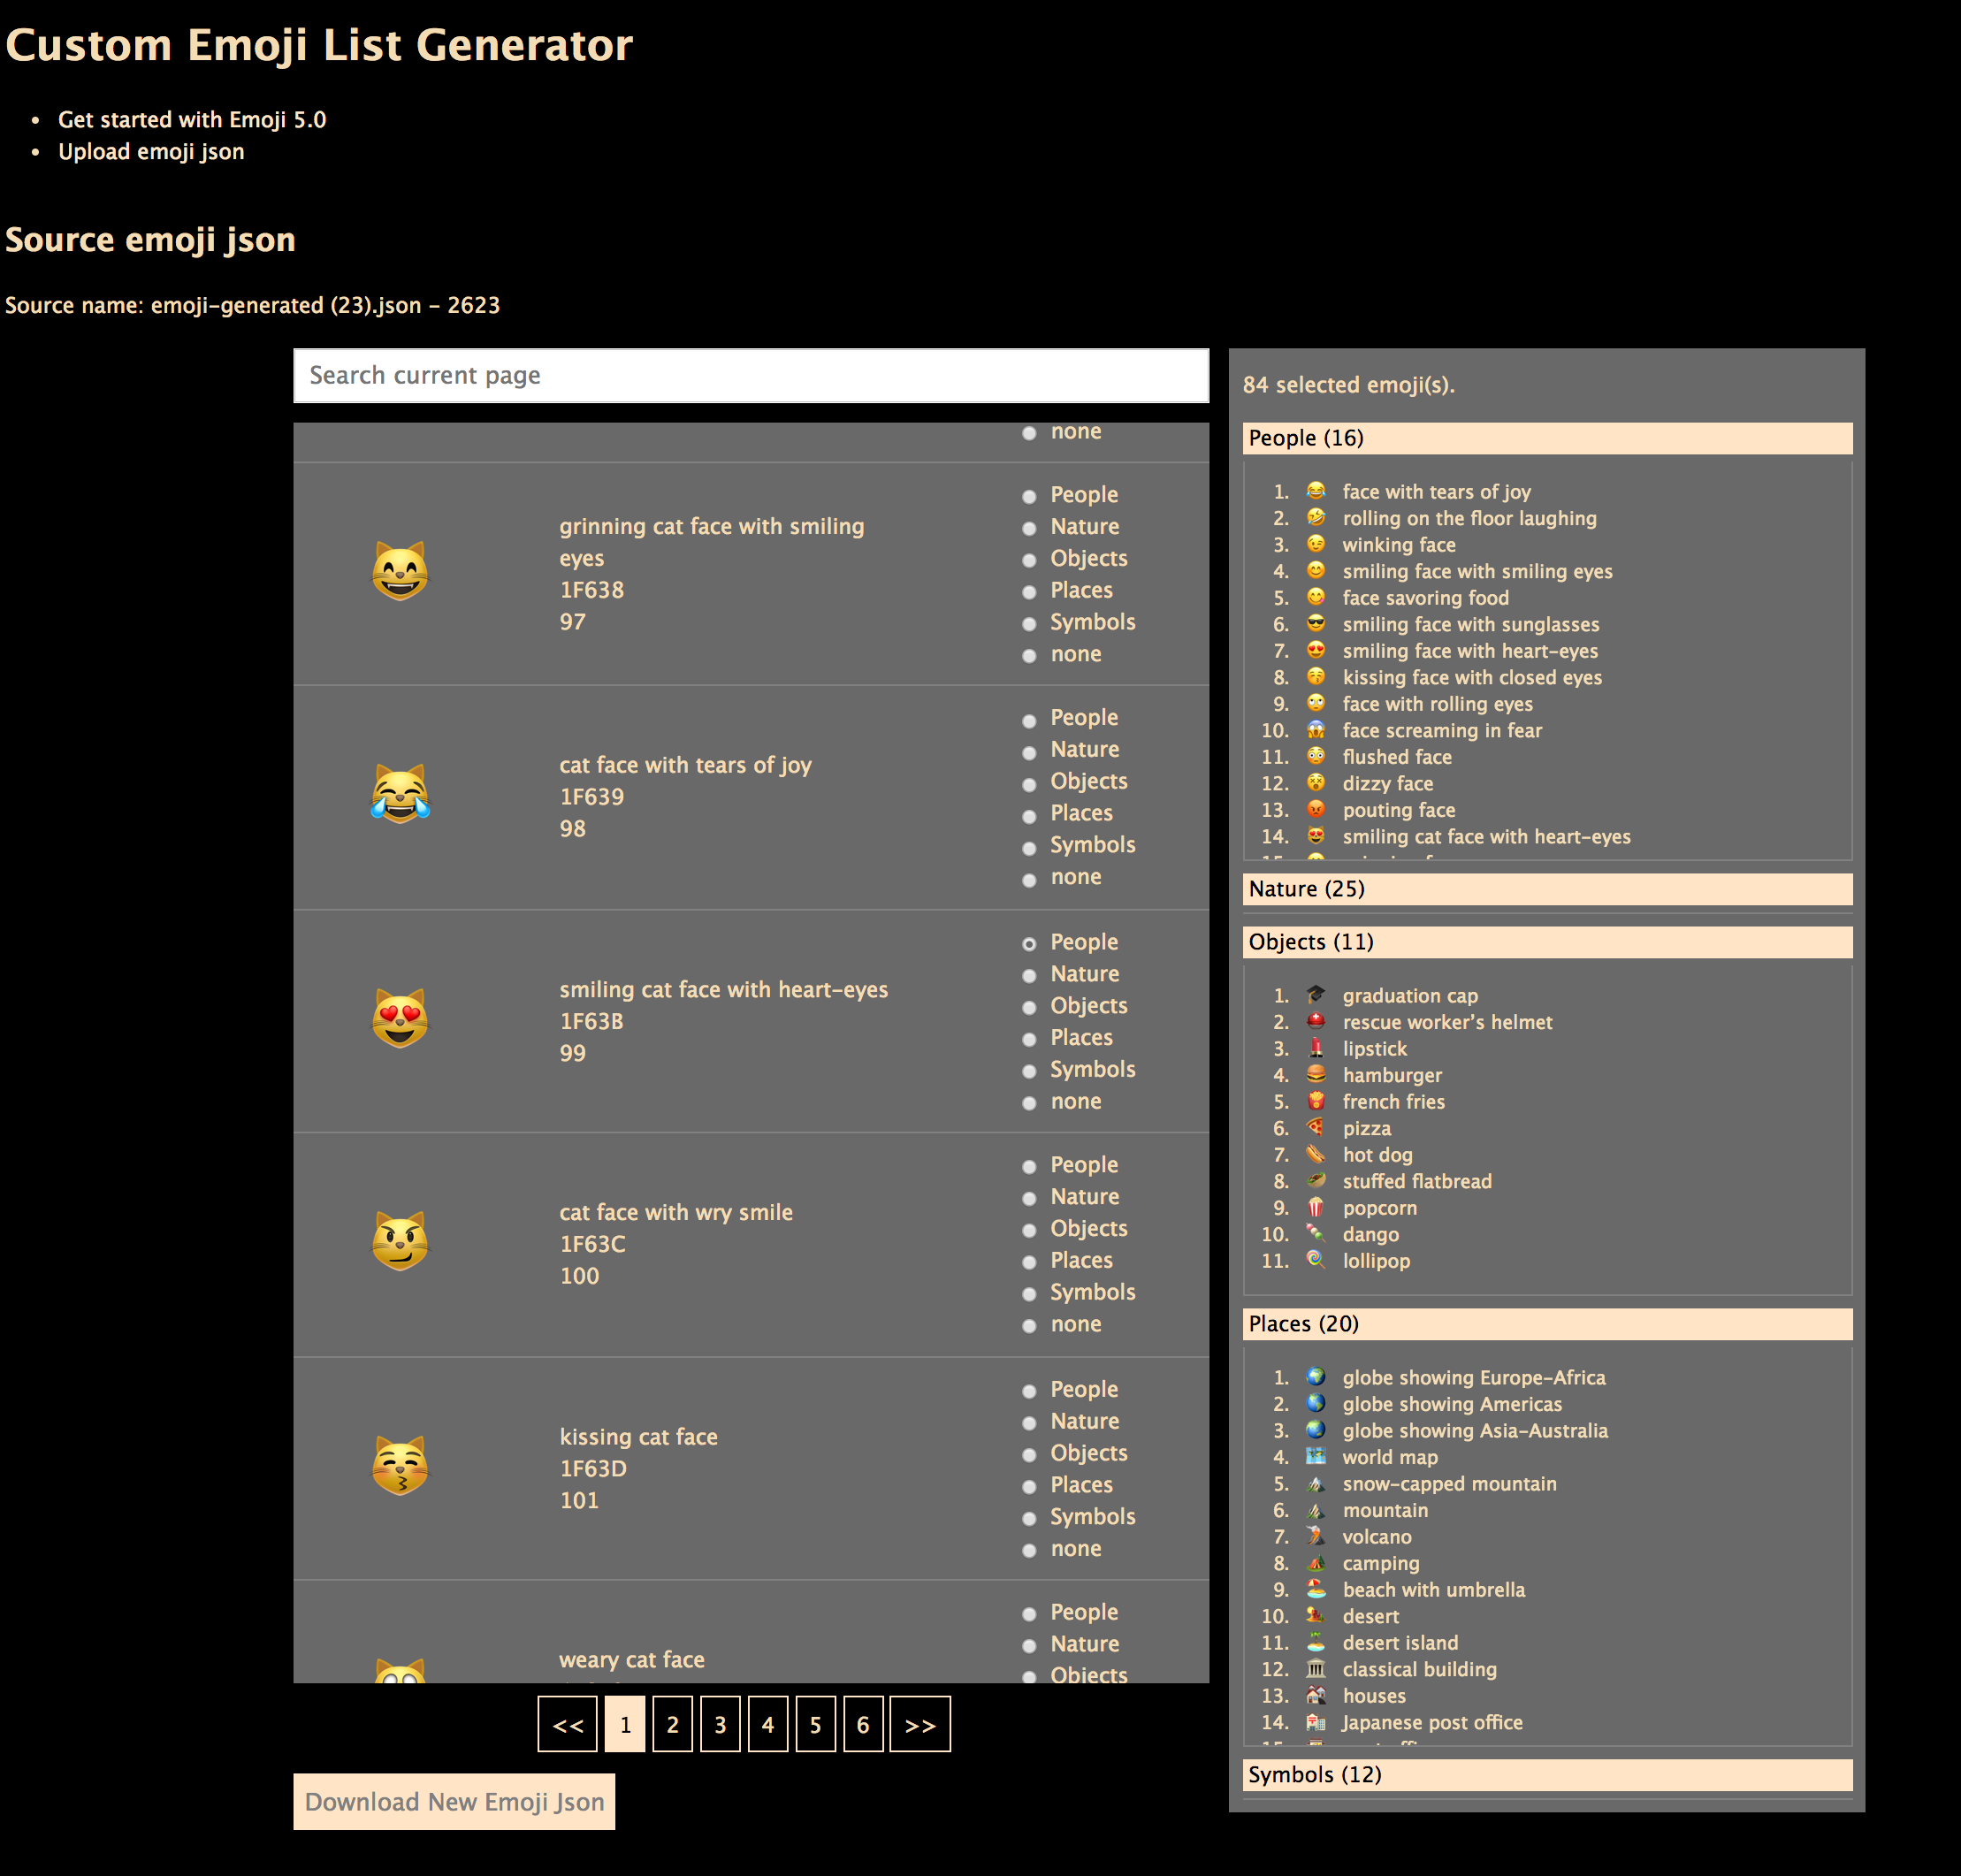 Custom Emoji List Generator
Get started with Emoji 5.0
Upload emoji json
Source emoji json
Source name: emoji-generated (23).json - 2623
Search current page
none
grinning cat face with smiling
eyes
1F638
97
People
Nature
Objects
Places
Symbols
none
cat face with tears of joy
1F639
98
People
Nature
Objects
Places
Symbols
none
smiling cat face with heart-eyes
1F63B
99
People
Nature
Objects
Places
Symbols
none
cat face with wry smile
1F63C
100
People
Nature
Objects
Places
Symbols
none
kissing cat face
1F63D
101
People
Nature
Objects
Places
Symbols
none
weary cat face
People
Nature
Objects
<< 1 2 3 4 5 6 >>
Download New Emoji Json
84 selected emoji(s).
People (16)
1. face with tears of joy
2. rolling on the floor laughing
3. winking face
4. smiling face with smiling eyes
5. face savoring food
6. smiling face with sunglasses
7. smiling face with heart-eyes
8. kissing face with closed eyes
9. face with rolling eyes
10. face screaming in fear
11. flushed face
12. dizzy face
13. pouting face
14. smiling cat face with heart-eyes
Nature (25)
Objects (11)
1. graduation cap
2. rescue worker’s helmet
3. lipstick
4. hamburger
5. french fries
6. pizza
7. hot dog
8. stuffed flatbread
9. popcorn
10. dango
11. lollipop
Places (20)
1. globe showing Europe-Africa
2. globe showing Americas
3. globe showing Asia-Australia
4. world map
5. snow-capped mountain
6. mountain
7. volcano
8. camping
9. beach with umbrella
10. desert
11. desert island
12. classical building
13. houses
14. Japanese post office
Symbols (12)